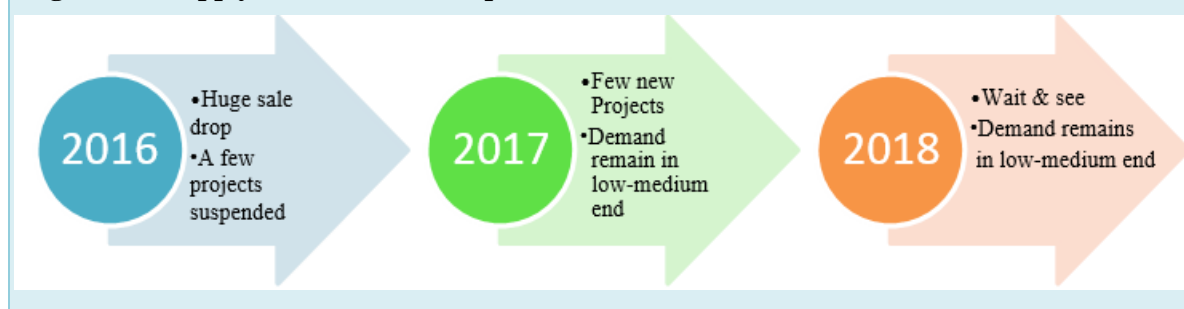 2016
•Huge sale
drop
•A few
projects
suspended
2017
•Few new
Projects
•Demand
remain in
low-medium
end
2018
•Wait & see
•Demand remains
in low-medium end